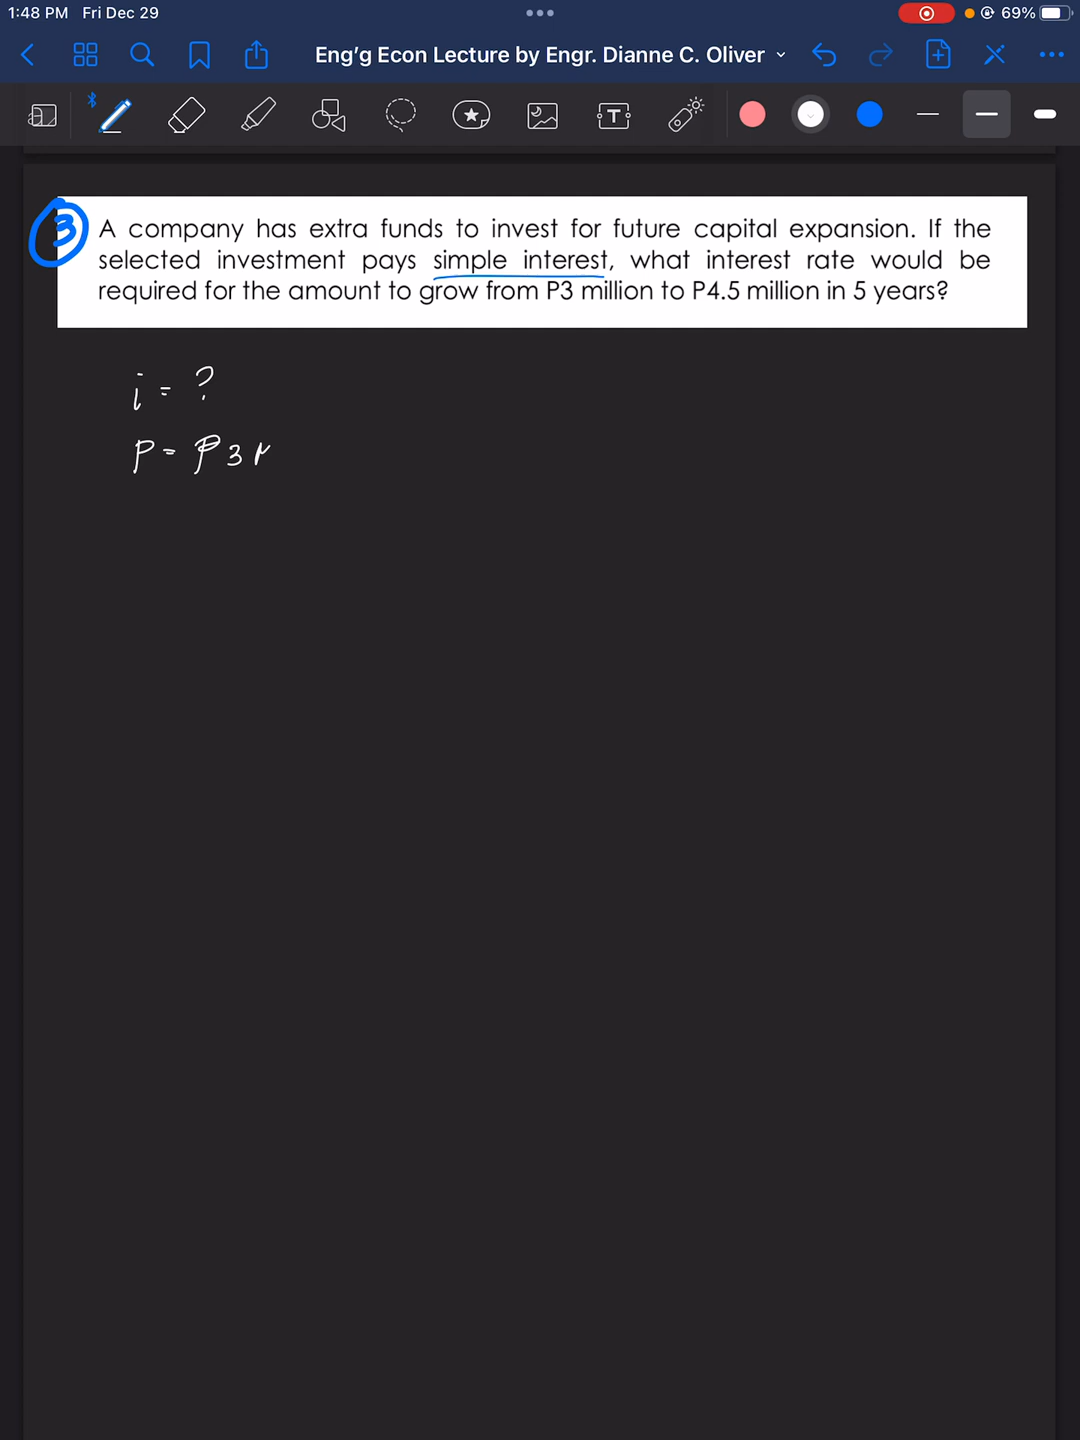 1:48 PM Fri Dec 29
69%
Eng'g Econ Lecture by Engr. Dianne C. Oliver
T
3
A company has extra funds to invest for future capital expansion. If the
selected investment pays simple interest, what interest rate would be
required for the amount to grow from P3 million to P4.5 million in 5 years?
i = ?
P = ₱ 3